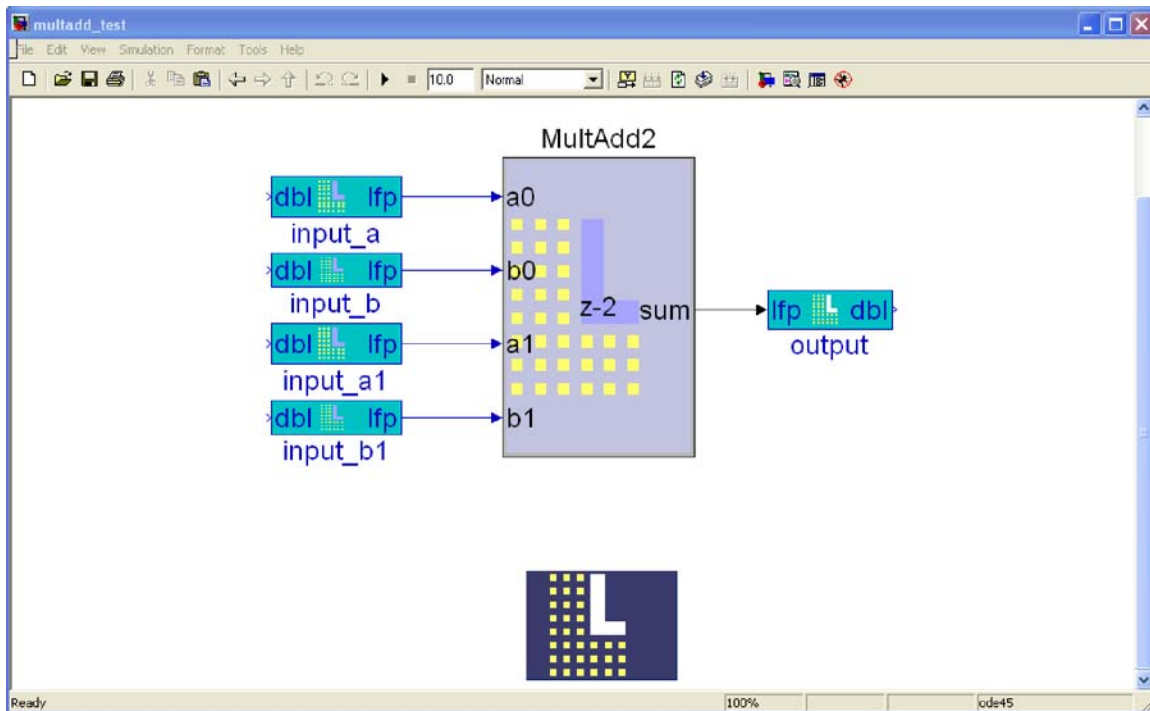 multadd_test
File Edit View Simulation Format Tools Help
10.0 Normal
MultAdd2
dbl lfp a0
input_a
dbl lfp b0
input_b
z-2 sum lfp dbl
dbl lfp a1 output
input_a1
dbl lfp b1
input_b1
Ready 100% ode45